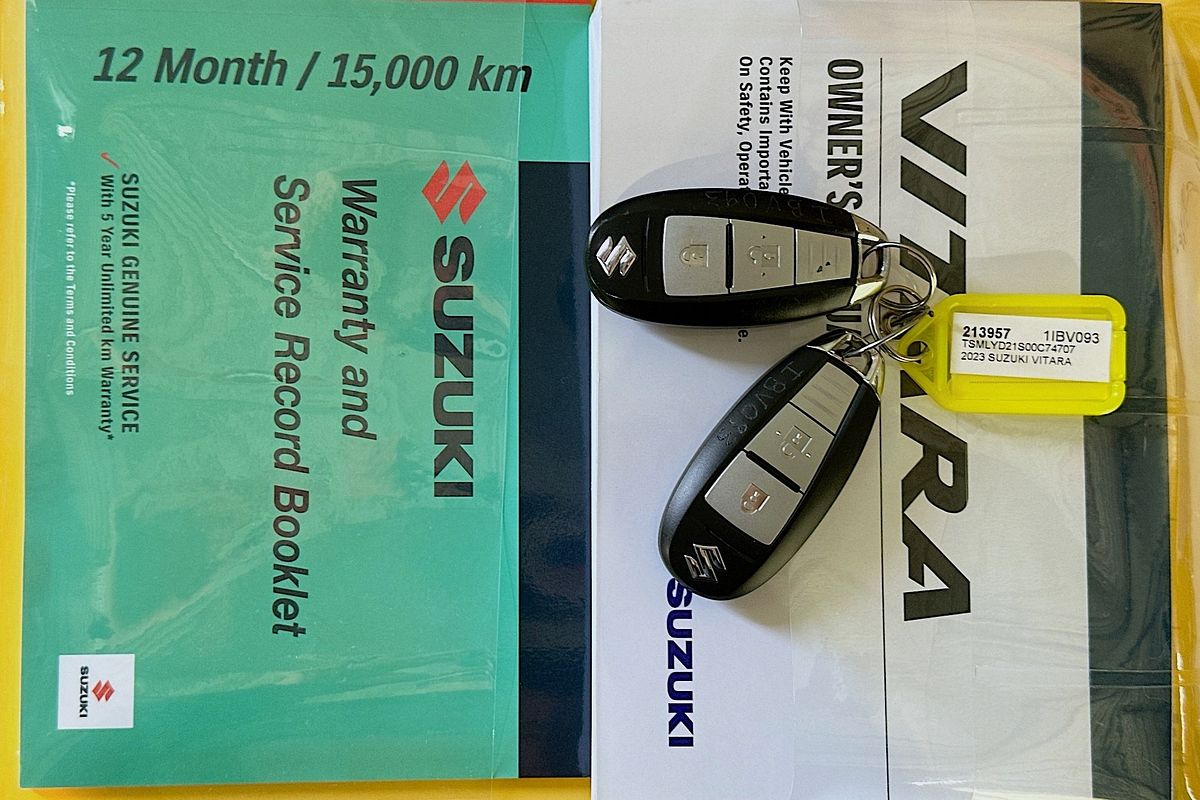 12 Month / 15,000 km
SUZUKI
Warranty and
Service Record Booklet
SUZUKI GENUINE SERVICE
With 5 Year Unlimited km Warranty*
*Please refer to the Terms and Conditions
SUZUKI
VITARA
OWNER'S
Keep With Vehicle
Contains
On Safety,
SUZUKI
213957 1IBV093
TSMLYD21S00C74707
2023 SUZUKI VITARA